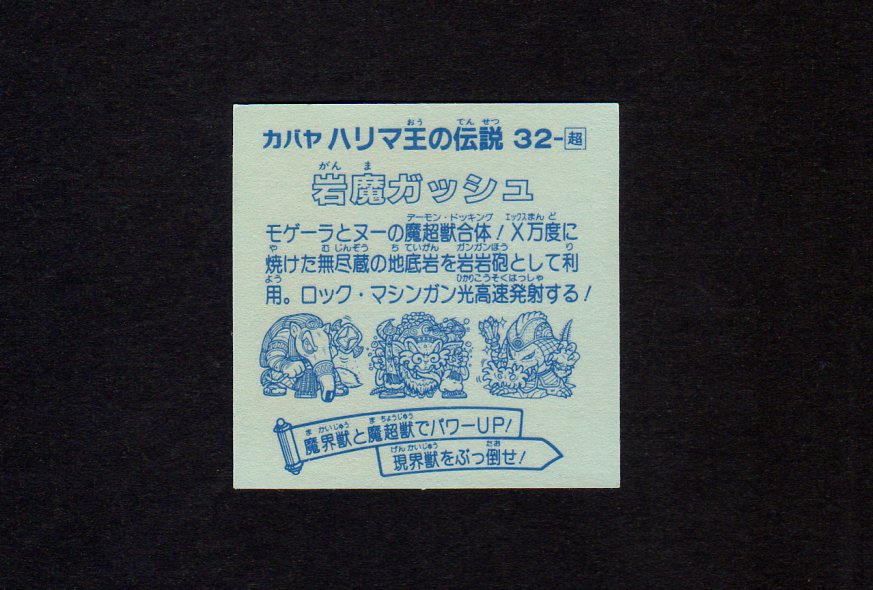 カバヤ ハリマ王の伝説 32-超
岩魔ガッシュ
モゲーラとヌーの魔超獣合体!X万度に
焼けた無尽蔵の地底岩を岩岩砲として利
用。ロック・マシンガン光高速発射する!
魔界獣と魔超獣でパワーUP!
現界獣をぶっ倒せ!